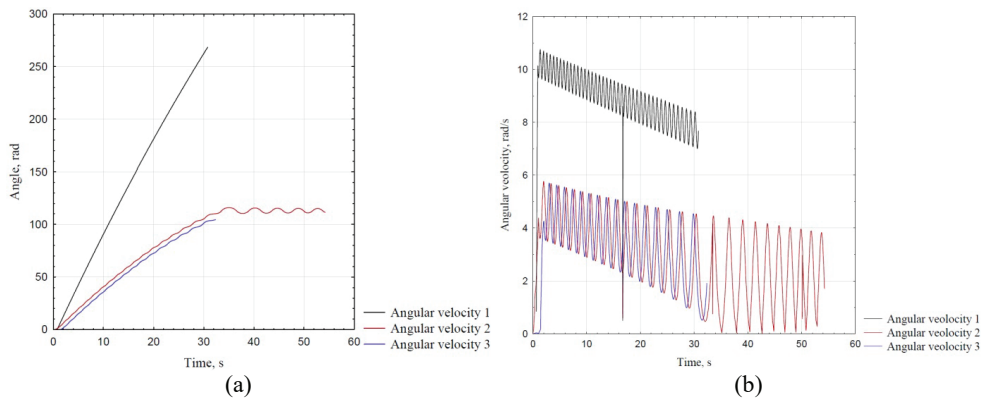 300
250
200
150
100
50
0
Angle, rad
0 10 20 30 40 50 60
Time, s
Angular velocity 1
Angular velocity 2
Angular velocity 3
(a)
12
10
8
6
4
2
0
Angular veolocity, rad/s
0 10 20 30 40 50 60
Time, s
Angular veolocity 1
Angular veolocity 2
Angular veolocity 3
(b)